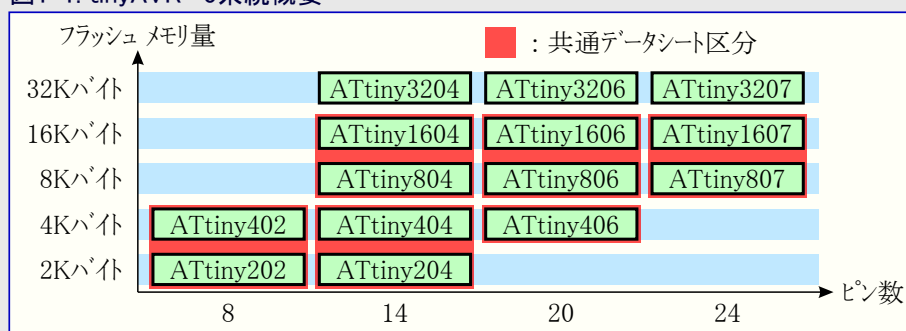 フラッシュ メモリ量
: 共通データシート区分
32Kバイト ATtiny3204 ATtiny3206 ATtiny3207
16Kバイト ATtiny1604 ATtiny1606 ATtiny1607
8Kバイト ATtiny804 ATtiny806 ATtiny807
4Kバイト ATtiny402 ATtiny404 ATtiny406
2Kバイト ATtiny202 ATtiny204
ピン数
8 14 20 24